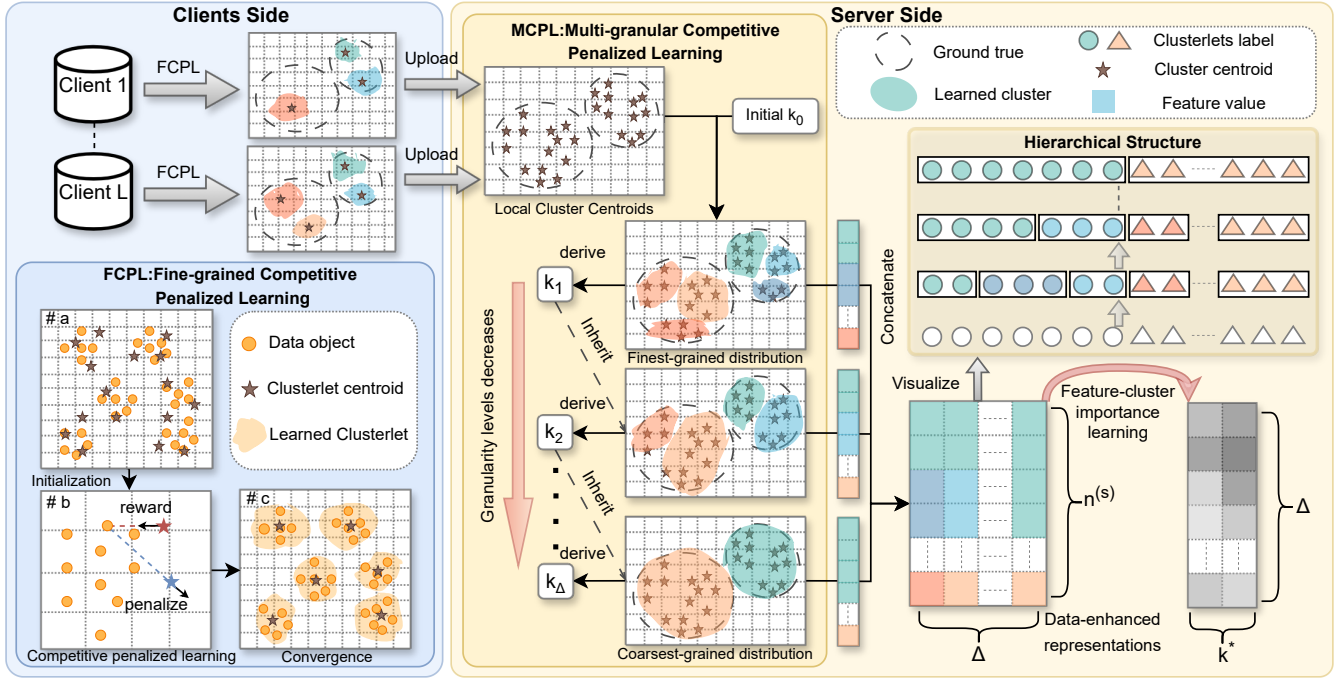 Clients Side
Client 1
FCPL
Upload
Client L
FCPL
Upload
FCPL:Fine-grained Competitive
Penalized Learning
# a
Data object
Clusterlet centroid
Learned Clusterlet
Initialization
# b
reward
penalize
Competitive penalized learning
# c
Convergence
Server Side
MCPL:Multi-granular Competitive
Penalized Learning
Initial k₀
Local Cluster Centroids
Granularity levels decreases
derive
k₁
Inherit
Finest-grained distribution
derive
k₂
Inherit
derive
k_Δ
Coarsest-grained distribution
Concatenate
Ground true
Learned cluster
Clusterlets label
Cluster centroid
Feature value
Hierarchical Structure
Visualize
Feature-cluster
importance
learning
n⁽ˢ⁾
Δ
Data-enhanced
representations
Δ
k*